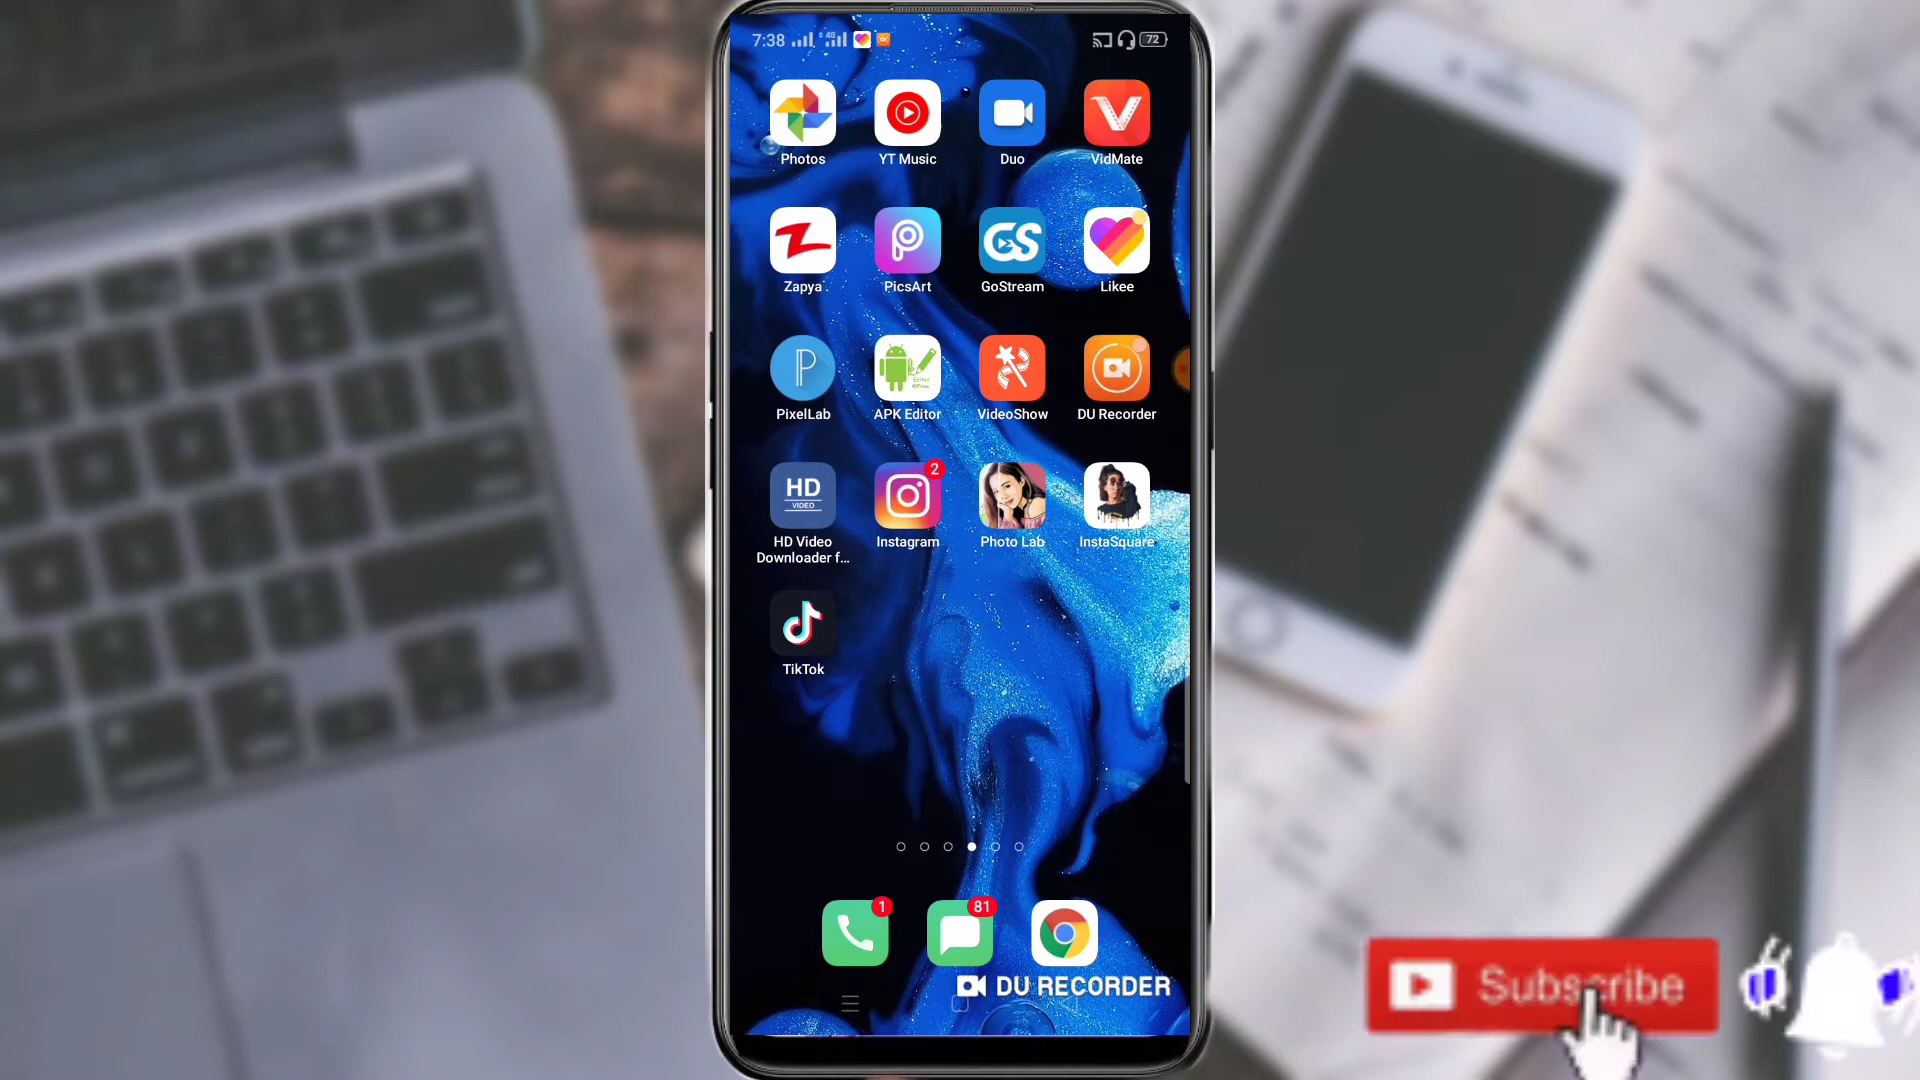 7:38 4G 72
Photos YT Music Duo VidMate
Zapya PicsArt GoStream Likee
PixelLab APK Editor VideoShow DU Recorder
HD
VIDEO
2
HD Video
Downloader f... Instagram Photo Lab InstaSquare
TikTok
1 81
DU RECORDER
Subscribe